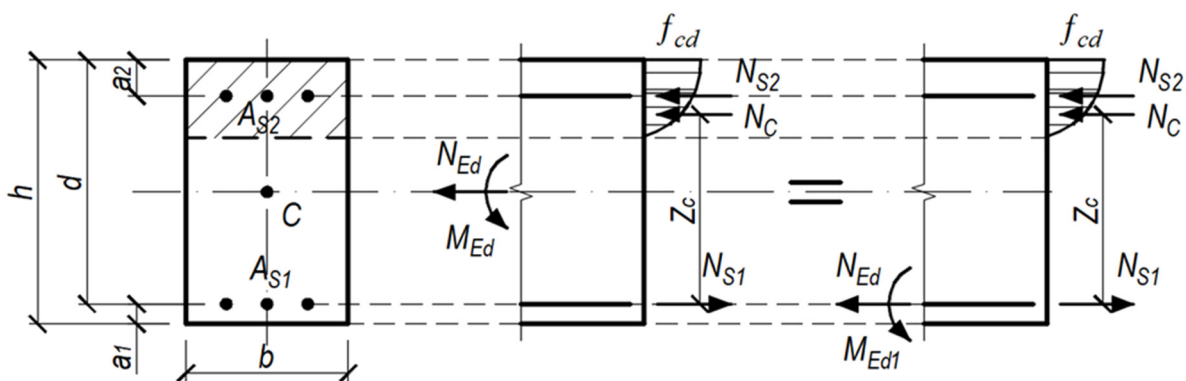 f_cd
f_cd
a2
N_S2
N_S2
A_S2
N_C
N_C
h
d
N_Ed
C
M_Ed
Z_c
=
Z_c
A_S1
N_S1
N_Ed
N_S1
a1
b
M_Ed1